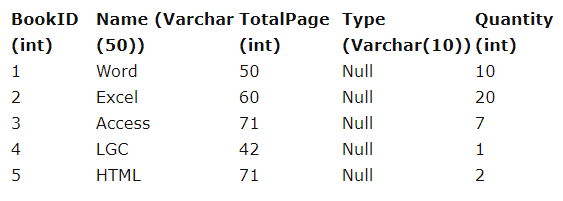 BookID Name (Varchar TotalPage Type Quantity
(int) (50)) (int) (Varchar(10)) (int)
1 Word 50 Null 10
2 Excel 60 Null 20
3 Access 71 Null 7
4 LGC 42 Null 1
5 HTML 71 Null 2